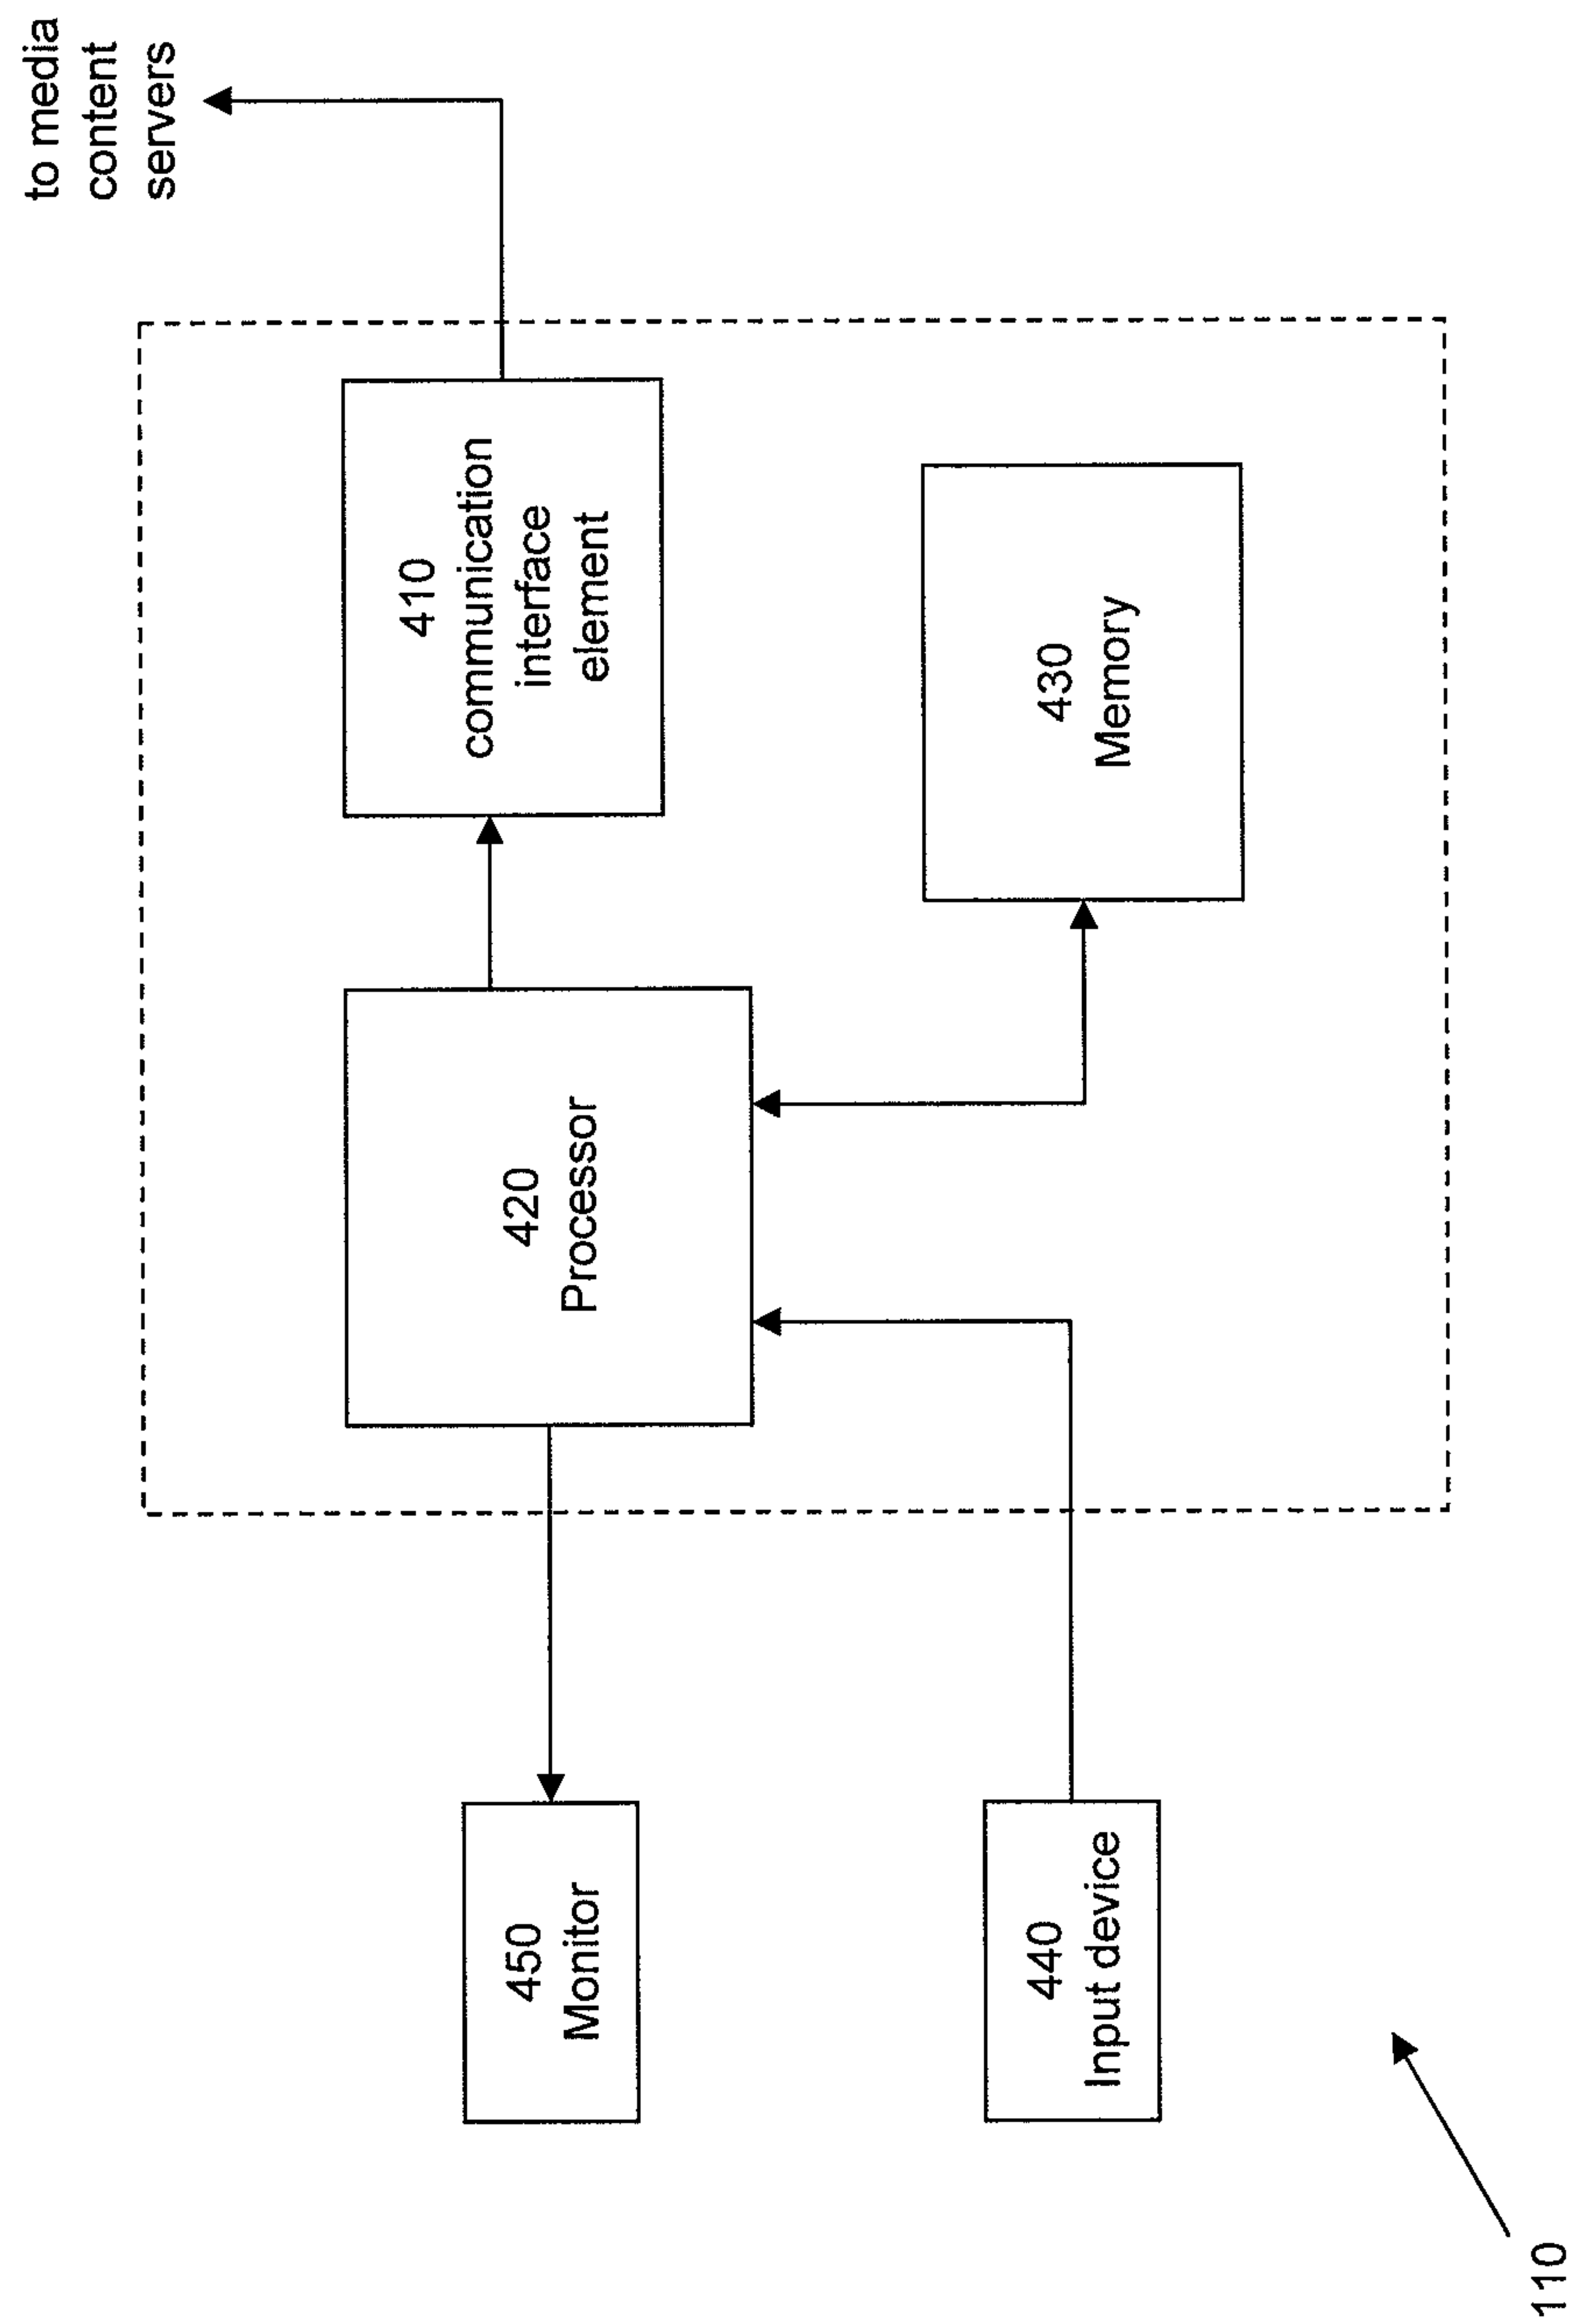 to media
content
servers
410
communication
interface
element
420
Processor
430
Memory
450
Monitor
440
Input device
110